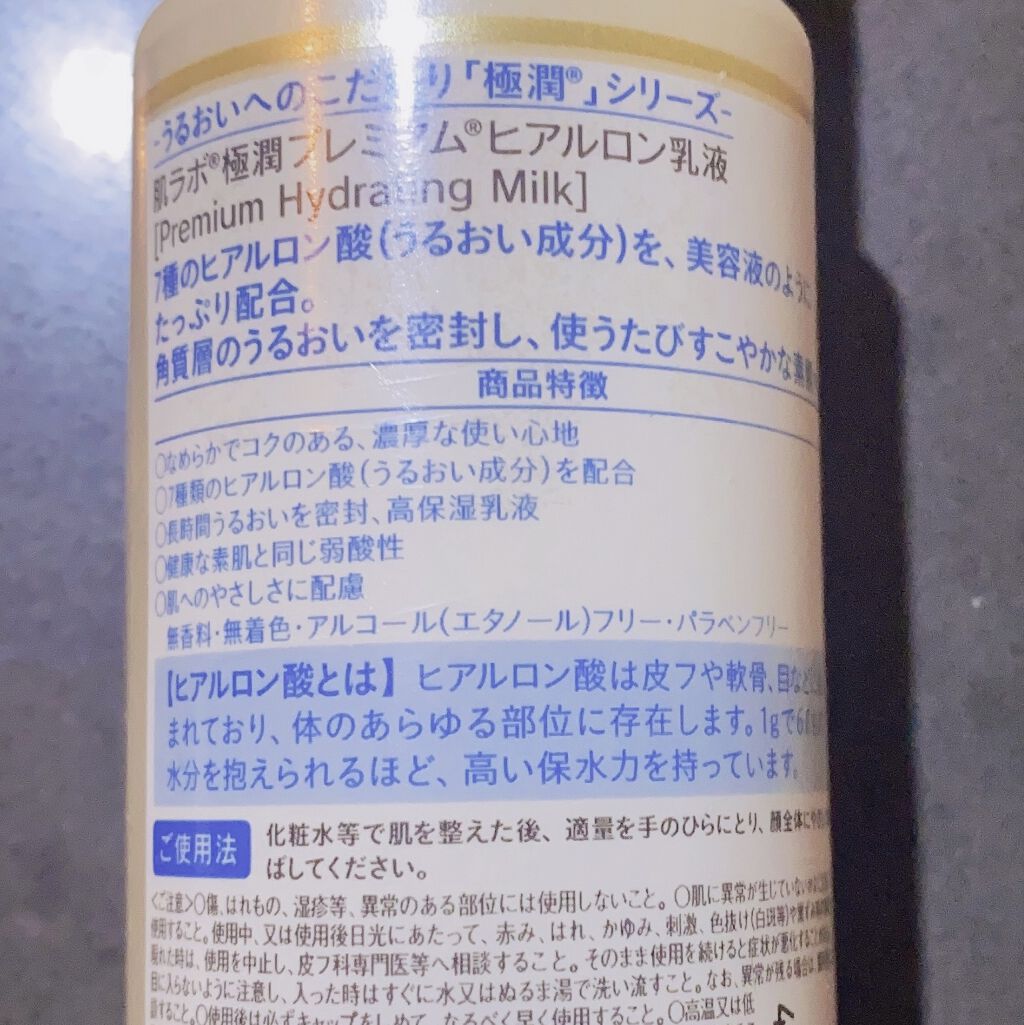 -うるおいへのこだわり「極潤®」シリーズ-
肌ラボ®極潤プレミアム®ヒアルロン乳液
[Premium Hydrating Milk]
7種のヒアルロン酸(うるおい成分)を、美容液のように
たっぷり配合。
角質層のうるおいを密封し、使うたびすこやかな素肌
商品特徴
○なめらかでコクのある、濃厚な使い心地
○7種類のヒアルロン酸(うるおい成分)を配合
○長時間うるおいを密封、高保湿乳液
○健康な素肌と同じ弱酸性
○肌へのやさしさに配慮
無香料・無着色・アルコール(エタノール)フリー・パラベンフリー
【ヒアルロン酸とは】ヒアルロン酸は皮フや軟骨、目など
まれており、体のあらゆる部位に存在します。1gで6ℓ
水分を抱えられるほど、高い保水力を持っています。
ご使用法 化粧水等で肌を整えた後、適量を手のひらにとり、顔全体に
ばしてください。
<ご注意>○傷、はれもの、湿疹等、異常のある部位には使用しないこと。○肌に異常が生じていないか
使用すること。使用中、又は使用後日光にあたって、赤み、はれ、かゆみ、刺激、色抜け(白斑等)や黒ずみ
現れた時は、使用を中止し、皮フ科専門医等へ相談すること。そのまま使用を続けると症状が悪化すること
目に入らないように注意し、入った時はすぐに水又はぬるま湯で洗い流すこと。なお、異常が残る場合は、
談すること。○使用後は必ずキャップをしめて、なるべく早く使用すること。○高温又は低